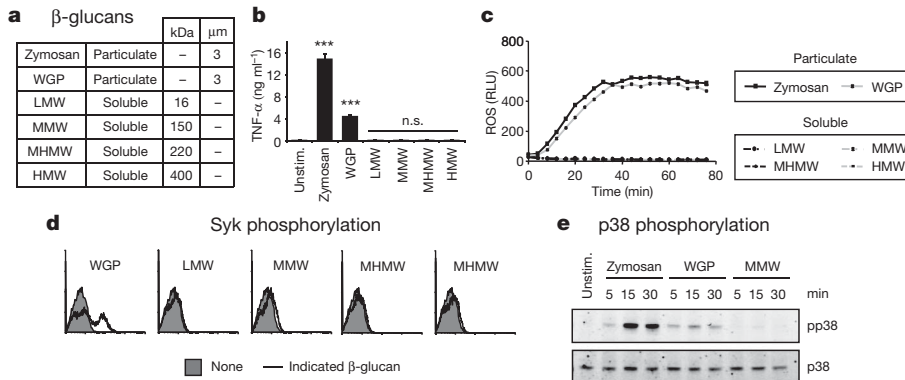 a β-glucans
kDa μm
Zymosan Particulate – 3
WGP Particulate – 3
LMW Soluble 16 –
MMW Soluble 150 –
MHMW Soluble 220 –
HMW Soluble 400 –
b
TNF-α (ng ml⁻¹)
16
12
8
4
0
***
***
n.s.
Unstim.
Zymosan
WGP
LMW
MMW
MHMW
HMW
c
ROS (RLU)
800
600
400
200
0
0 20 40 60 80
Time (min)
Particulate
Zymosan WGP
Soluble
LMW MMW
MHMW HMW
d Syk phosphorylation
WGP LMW MMW MHMW MHMW
None Indicated β-glucan
e p38 phosphorylation
Unstim.
Zymosan WGP MMW
5 15 30 5 15 30 5 15 30 min
pp38
p38